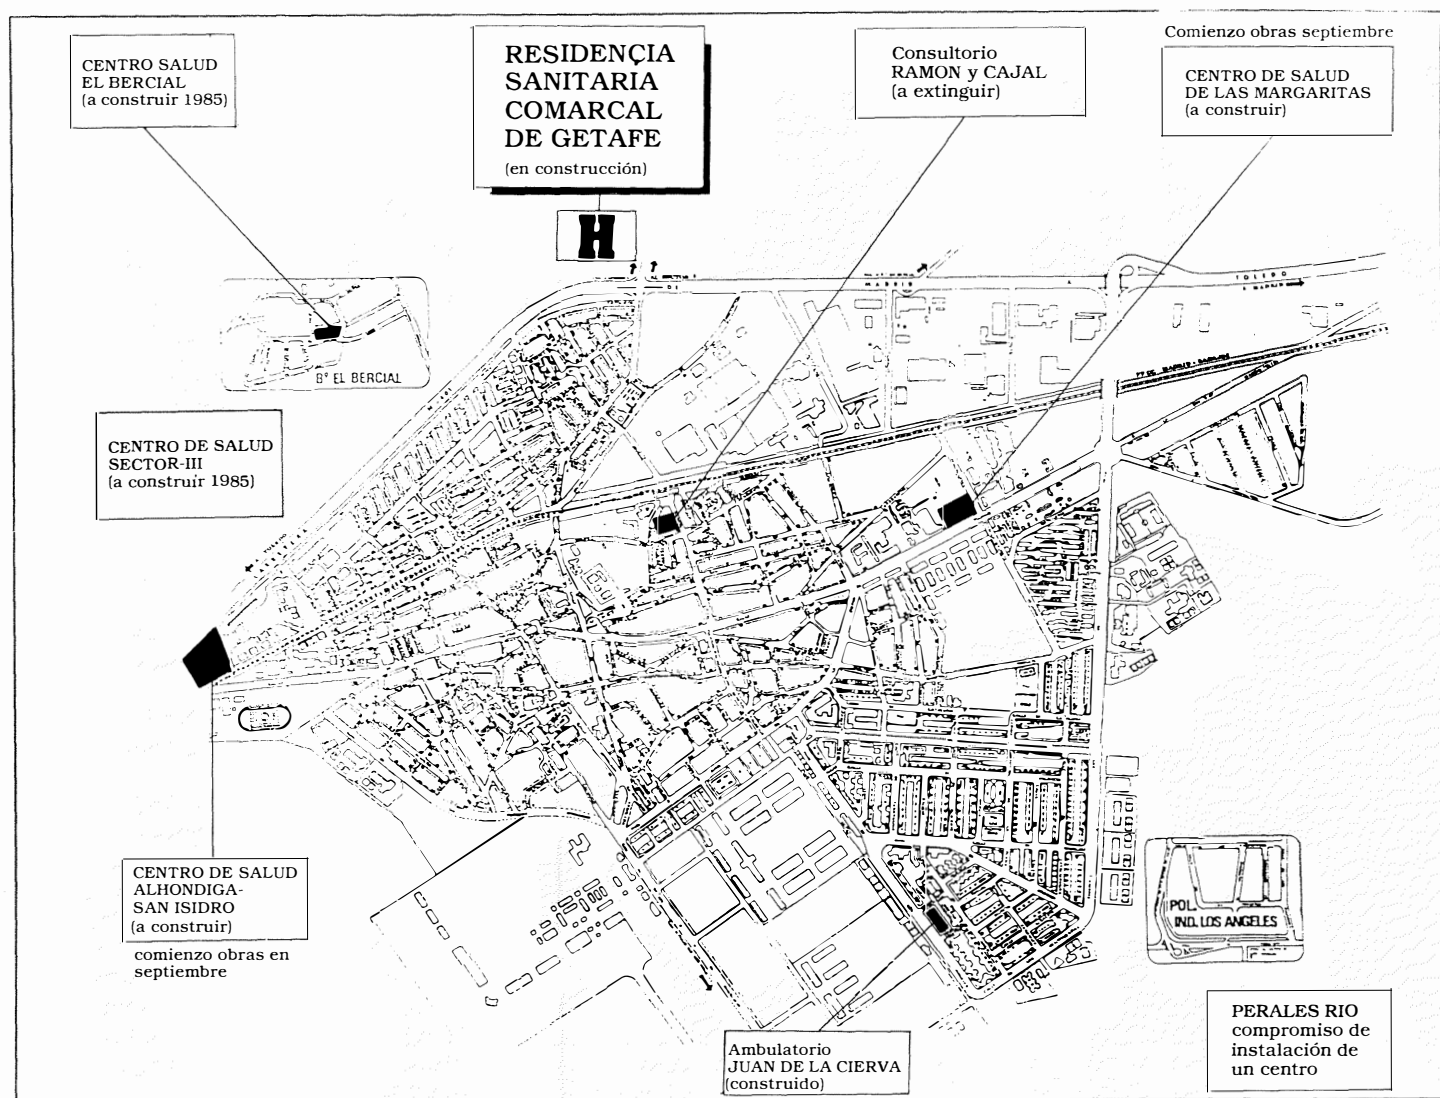 CENTRO SALUD
EL BERCIAL
(a construir 1985)
RESIDENCIA
SANITARIA
COMARCAL
DE GETAFE
(en construcción)
H
Consultorio
RAMON y CAJAL
(a extinguir)
Comienzo obras septiembre
CENTRO DE SALUD
DE LAS MARGARITAS
(a construir)
MADRID
A
TOLEDO
Bº EL BERCIAL
CENTRO DE SALUD
SECTOR-III
(a construir 1985)
CENTRO DE SALUD
ALHONDIGA-
SAN ISIDRO
(a construir)
comienzo obras en
septiembre
POL.
IND. LOS ANGELES
Ambulatorio
JUAN DE LA CIERVA
(construido)
PERALES RIO
compromiso de
instalación de
un centro